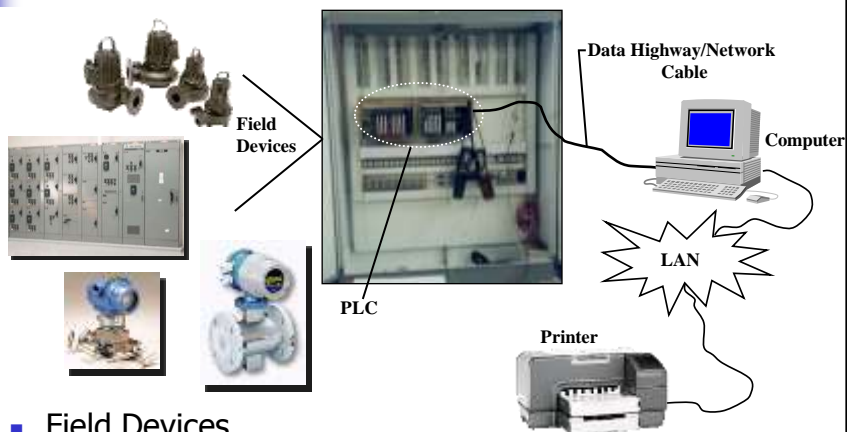 Data Highway/Network
Cable
Field
Devices
Computer
LAN
PLC
Printer
Field Devices